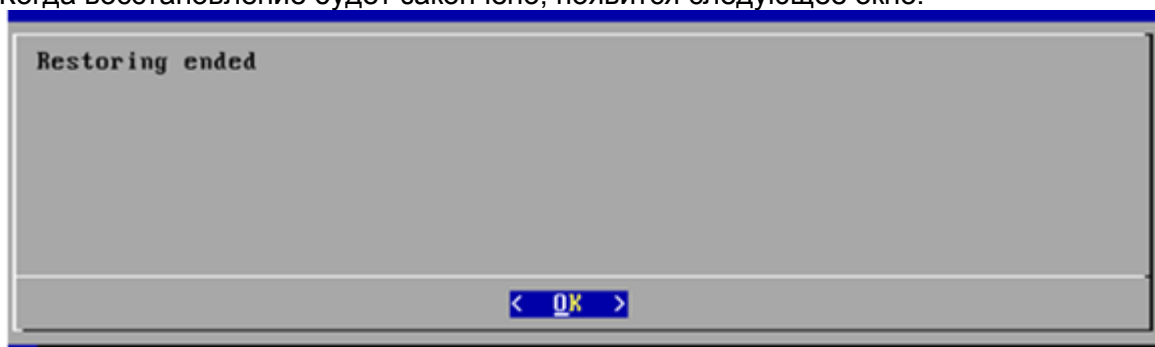 Когда восстановление будет закончено, появится следующее окно:
Restoring ended
< OK >